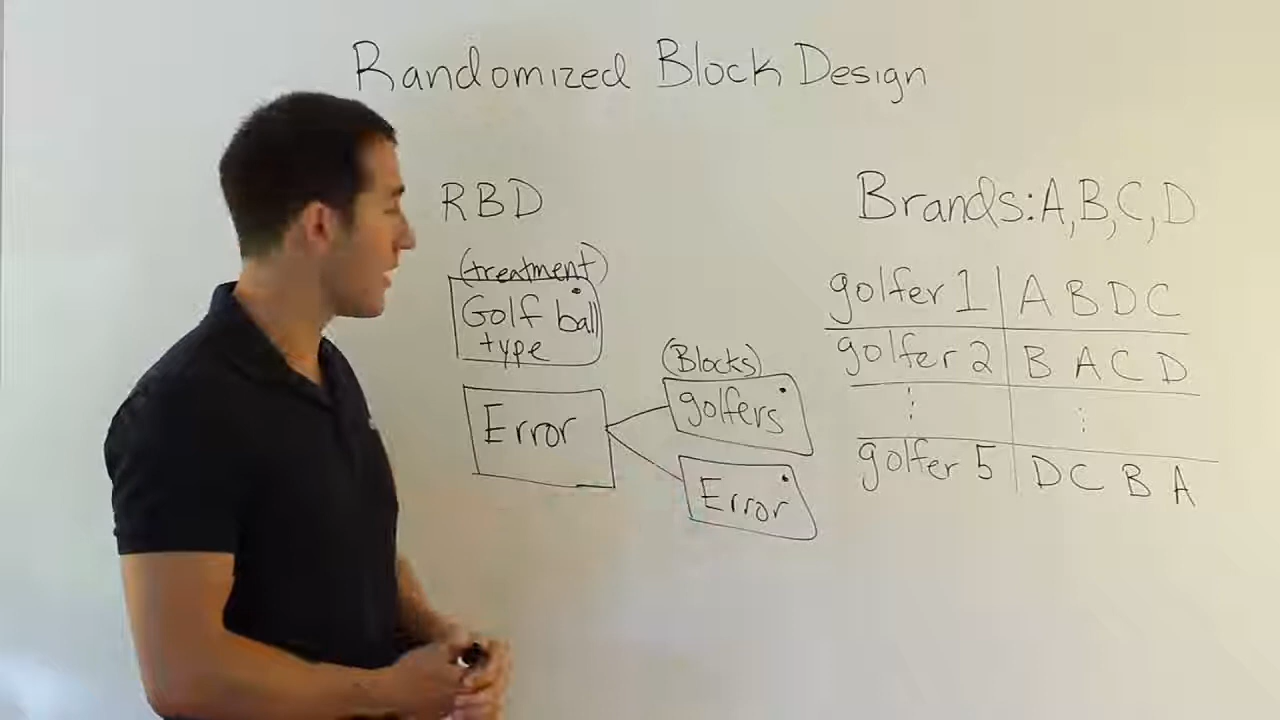 Randomized Block Design
RBD
(treatment)
Golf ball
type
Error
(Blocks)
golfers
Error
Brands: A, B, C, D
golfer 1 A B D C
golfer 2 B A C D
⋮ ⋮
golfer 5 D C B A